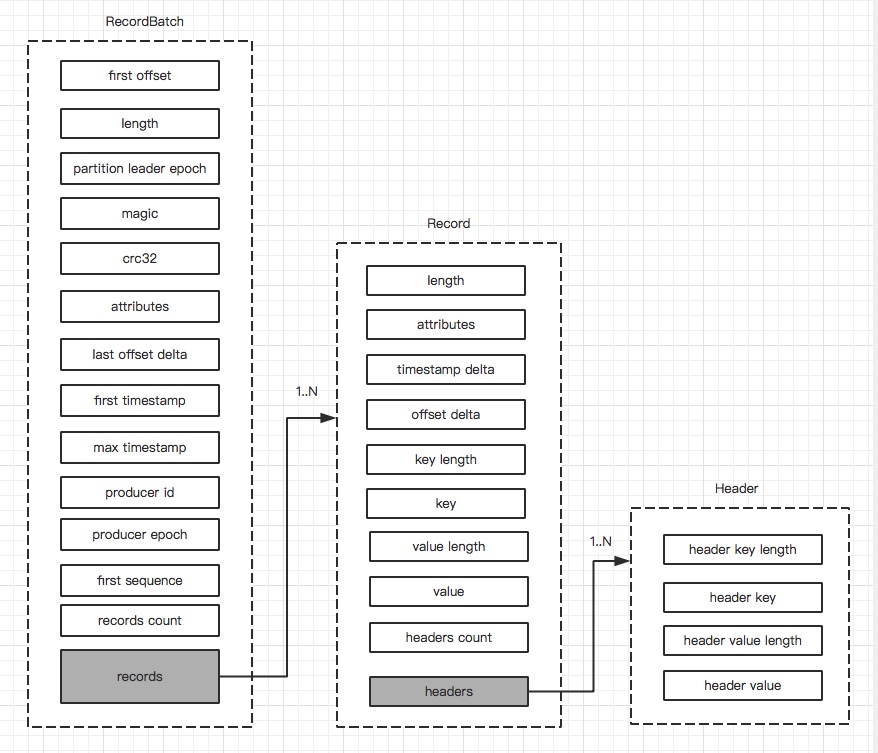 RecordBatch
first offset
length
partition leader epoch
magic
crc32
attributes
last offset delta
first timestamp
max timestamp
producer id
producer epoch
first sequence
records count
records
1..N
Record
length
attributes
timestamp delta
offset delta
key length
key
value length
value
headers count
headers
1..N
Header
header key length
header key
header value length
header value